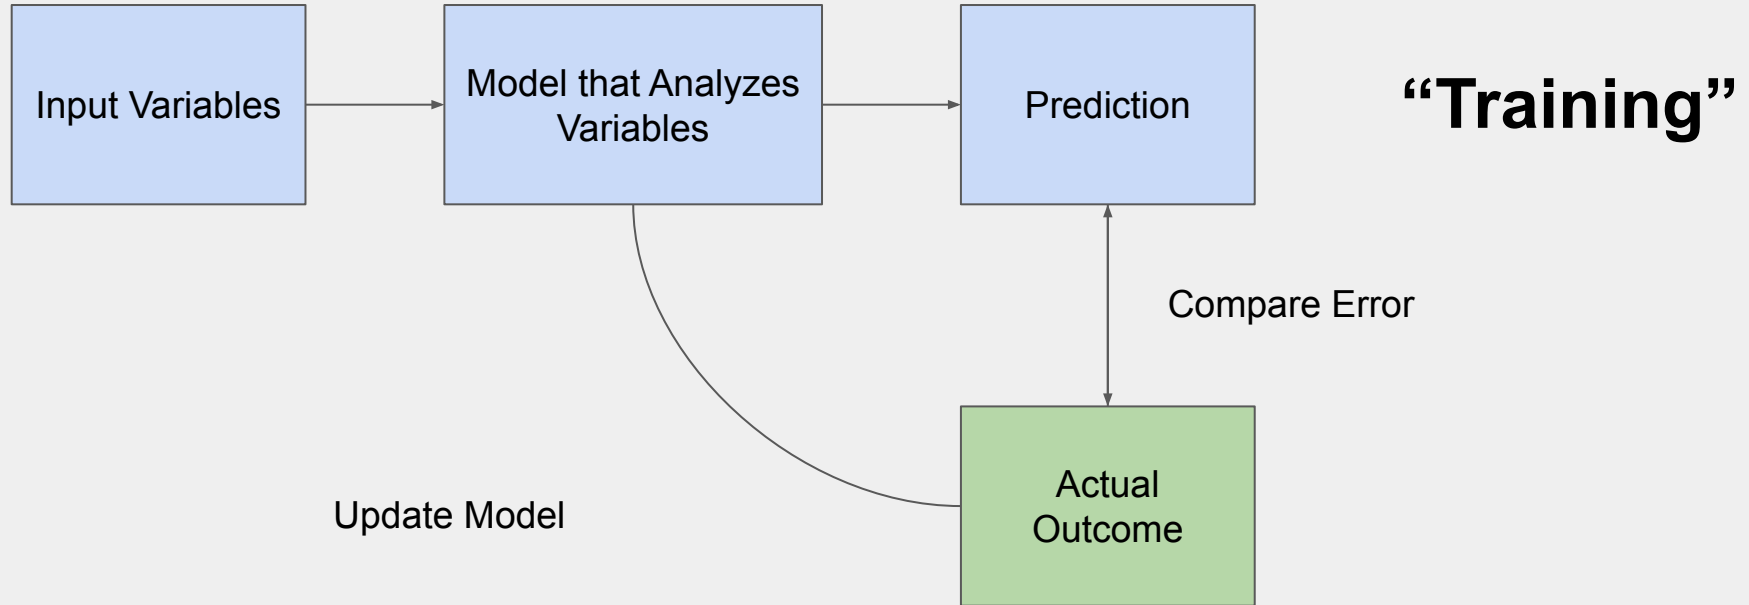 Input Variables
Model that Analyzes
Variables
Prediction
“Training”
Compare Error
Update Model
Actual
Outcome